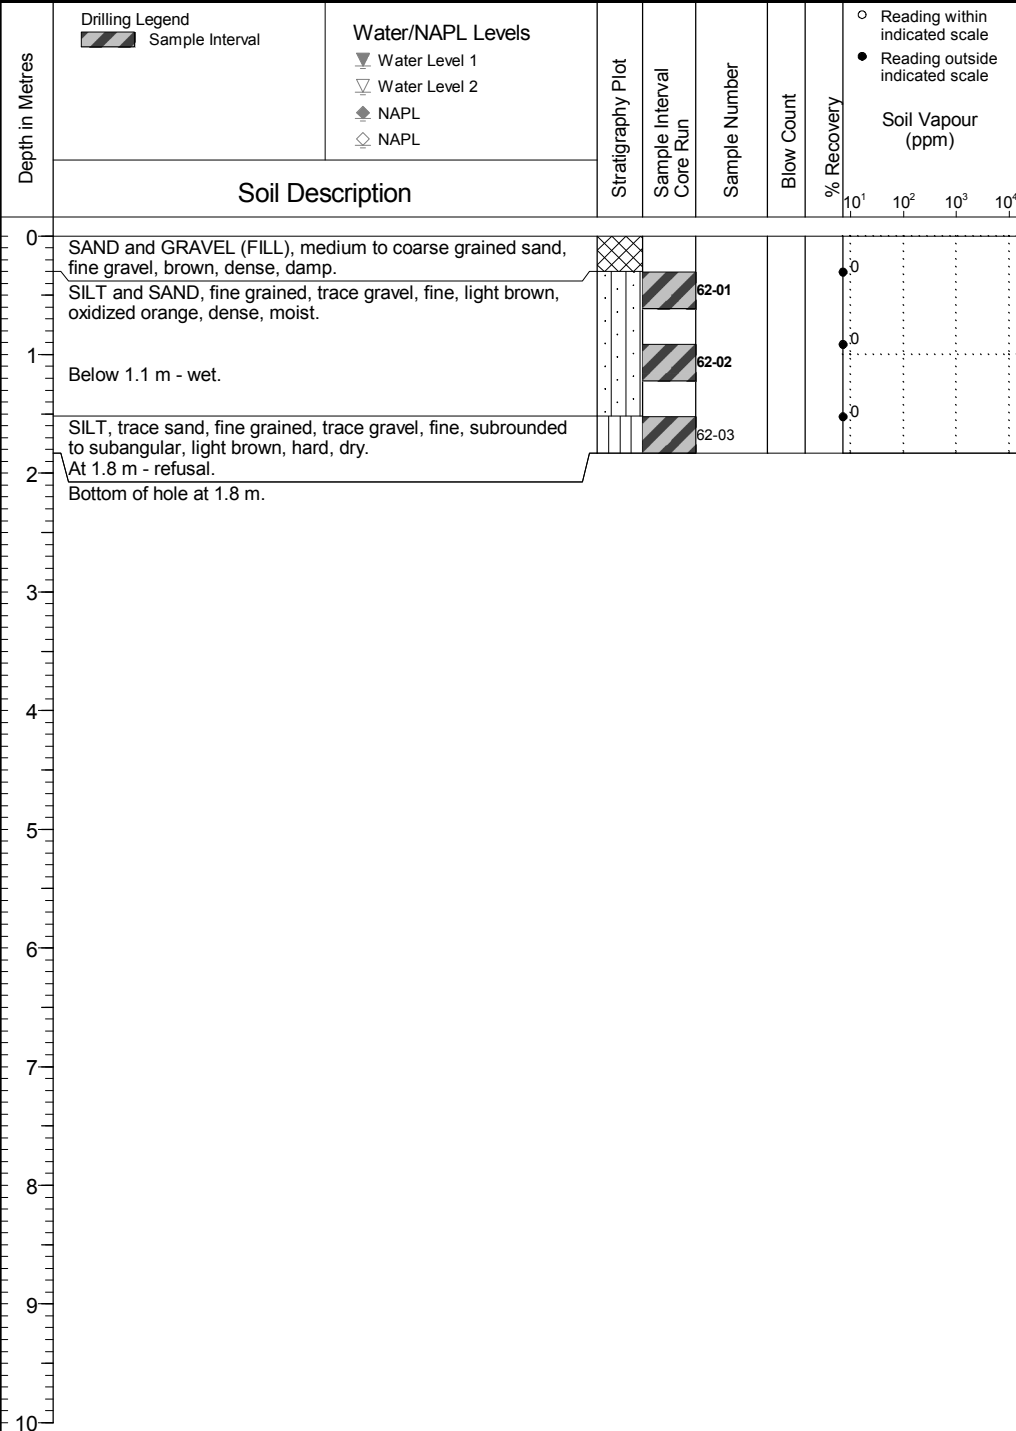 Drilling Legend
Sample Interval
Water/NAPL Levels
Water Level 1
Water Level 2
NAPL
NAPL
Depth in Metres
Soil Description
Stratigraphy Plot
Sample Interval
Core Run
Sample Number
Blow Count
% Recovery
Reading within
indicated scale
Reading outside
indicated scale
Soil Vapour
(ppm)
10¹ 10² 10³ 10⁴
0
SAND and GRAVEL (FILL), medium to coarse grained sand,
fine gravel, brown, dense, damp.
0
SILT and SAND, fine grained, trace gravel, fine, light brown,
oxidized orange, dense, moist.
62-01
0
1
Below 1.1 m - wet.
62-02
0
SILT, trace sand, fine grained, trace gravel, fine, subrounded
to subangular, light brown, hard, dry.
62-03
At 1.8 m - refusal.
2
Bottom of hole at 1.8 m.
3
4
5
6
7
8
9
10